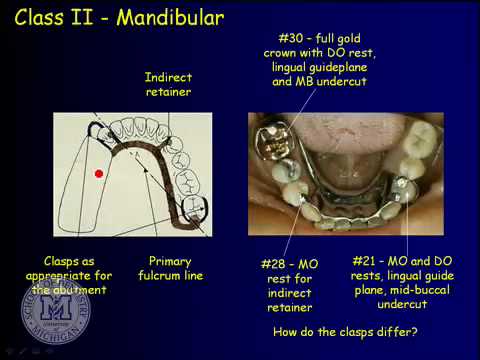 Class II - Mandibular
#30 – full gold
crown with DO rest,
lingual guideplane
and MB undercut
Indirect
retainer
Clasps as
appropriate for
the abutment
Primary
fulcrum line
#28 – MO
rest for
indirect
retainer
#21 – MO and DO
rests, lingual guide
plane, mid-buccal
undercut
How do the clasps differ?
SCHOOL OF DENTISTRY
UNIVERSITY OF
MICHIGAN